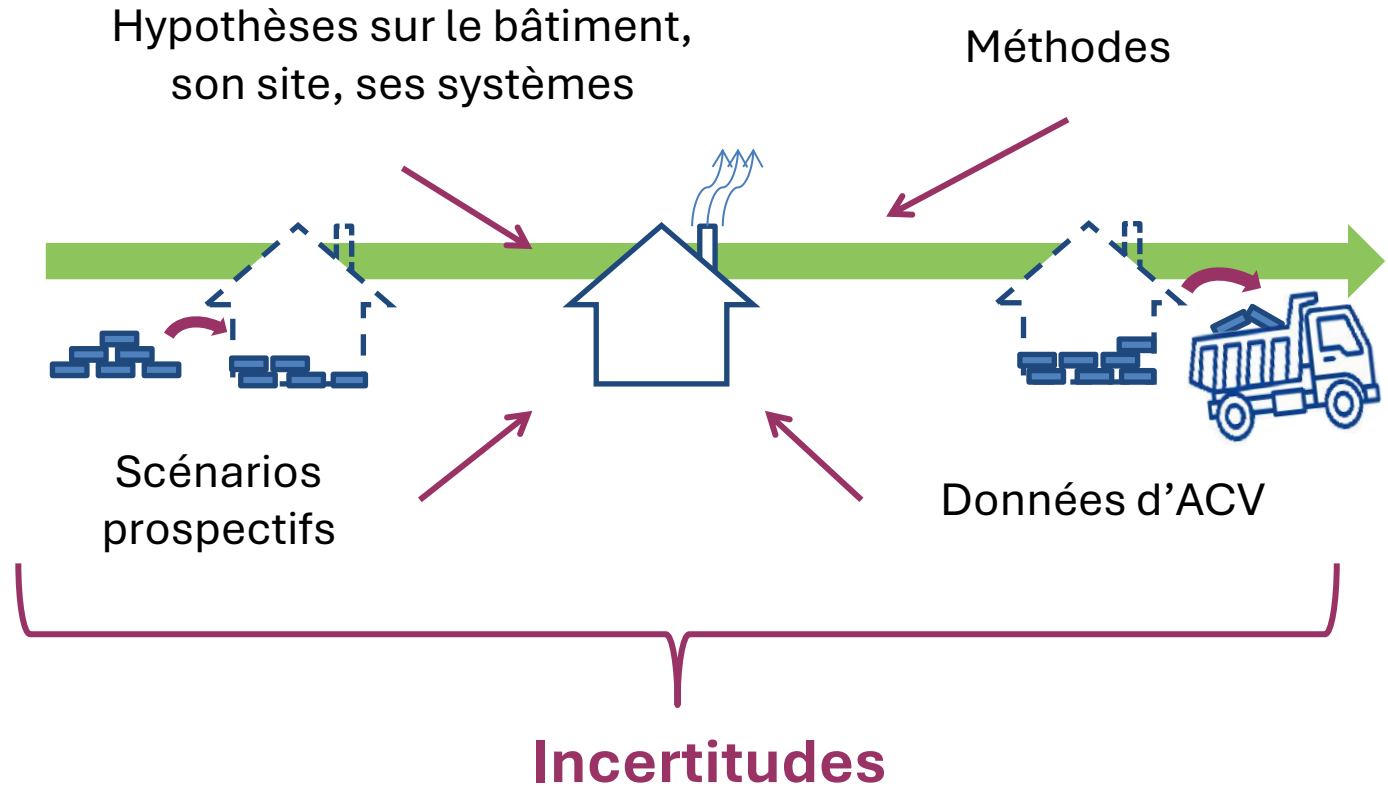 Hypothèses sur le bâtiment,
son site, ses systèmes
Méthodes
Scénarios
prospectifs
Données d’ACV
Incertitudes